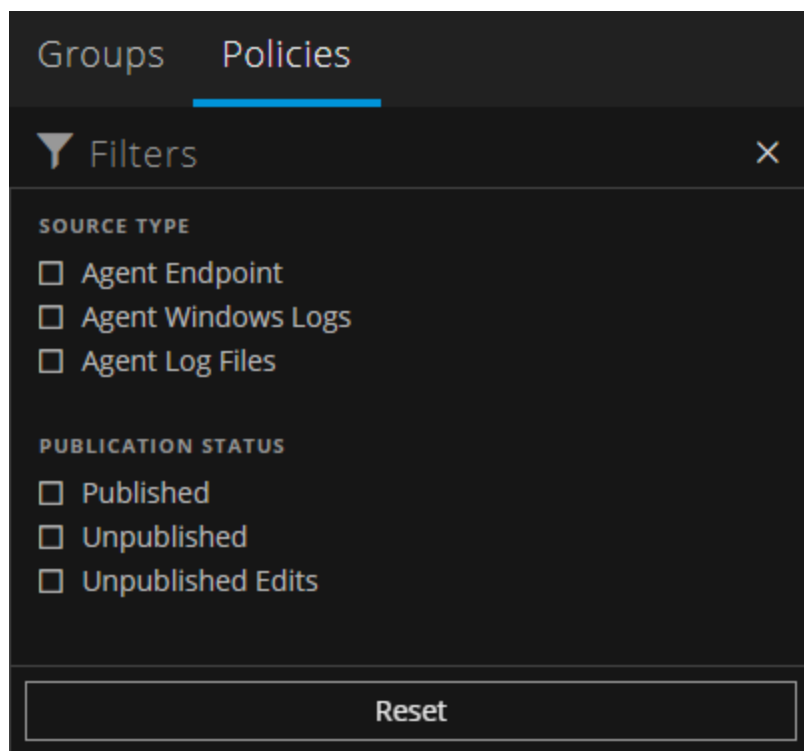 Groups Policies
Filters
SOURCE TYPE
Agent Endpoint
Agent Windows Logs
Agent Log Files
PUBLICATION STATUS
Published
Unpublished
Unpublished Edits
Reset